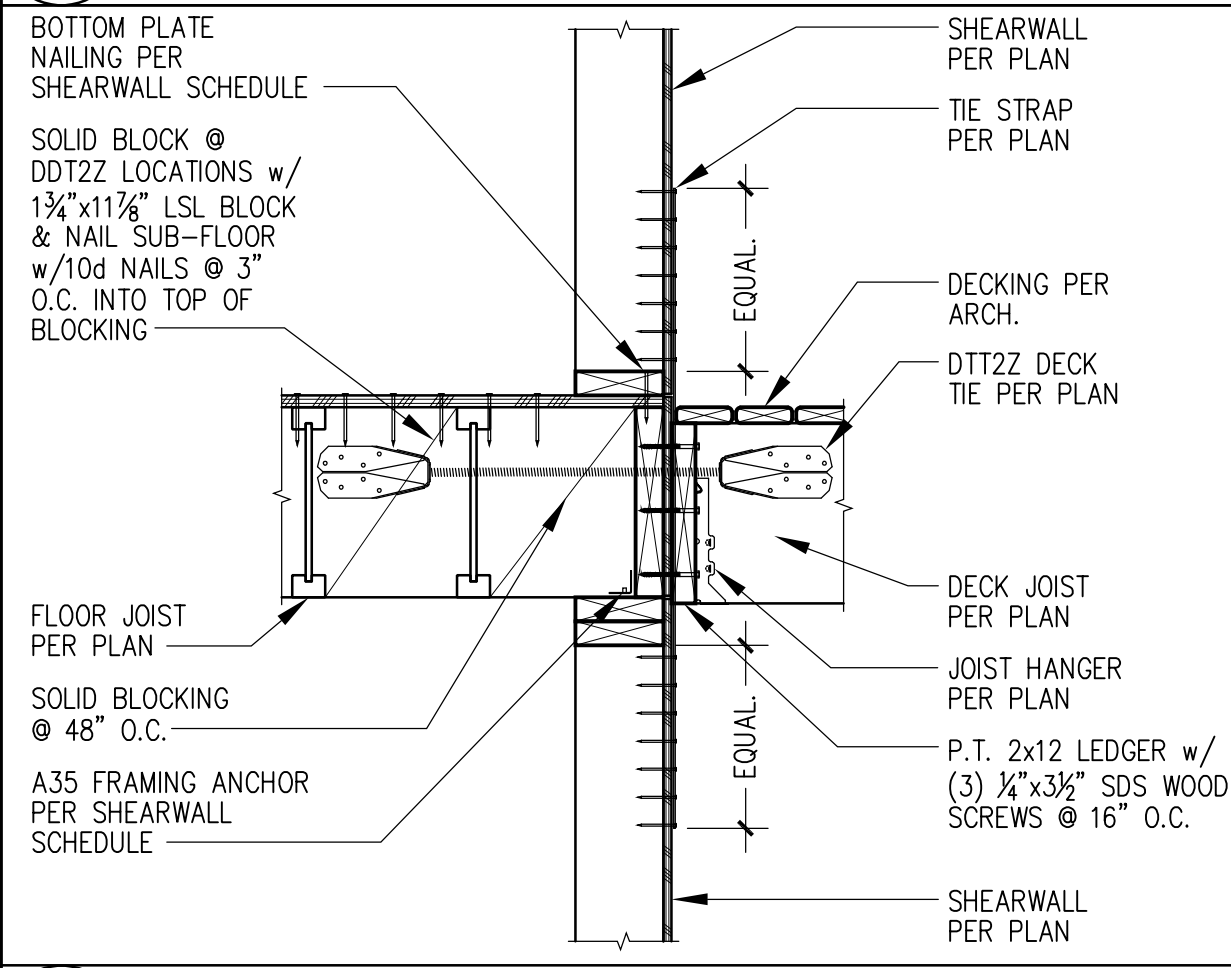 BOTTOM PLATE
NAILING PER
SHEARWALL SCHEDULE
SOLID BLOCK @
DDT2Z LOCATIONS w/
1¾”x11⅞” LSL BLOCK
& NAIL SUB-FLOOR
w/10d NAILS @ 3”
O.C. INTO TOP OF
BLOCKING
FLOOR JOIST
PER PLAN
SOLID BLOCKING
@ 48” O.C.
A35 FRAMING ANCHOR
PER SHEARWALL
SCHEDULE
EQUAL.
EQUAL.
SHEARWALL
PER PLAN
TIE STRAP
PER PLAN
DECKING PER
ARCH.
DTT2Z DECK
TIE PER PLAN
DECK JOIST
PER PLAN
JOIST HANGER
PER PLAN
P.T. 2x12 LEDGER w/
(3) ¼”x3½” SDS WOOD
SCREWS @ 16” O.C.
SHEARWALL
PER PLAN